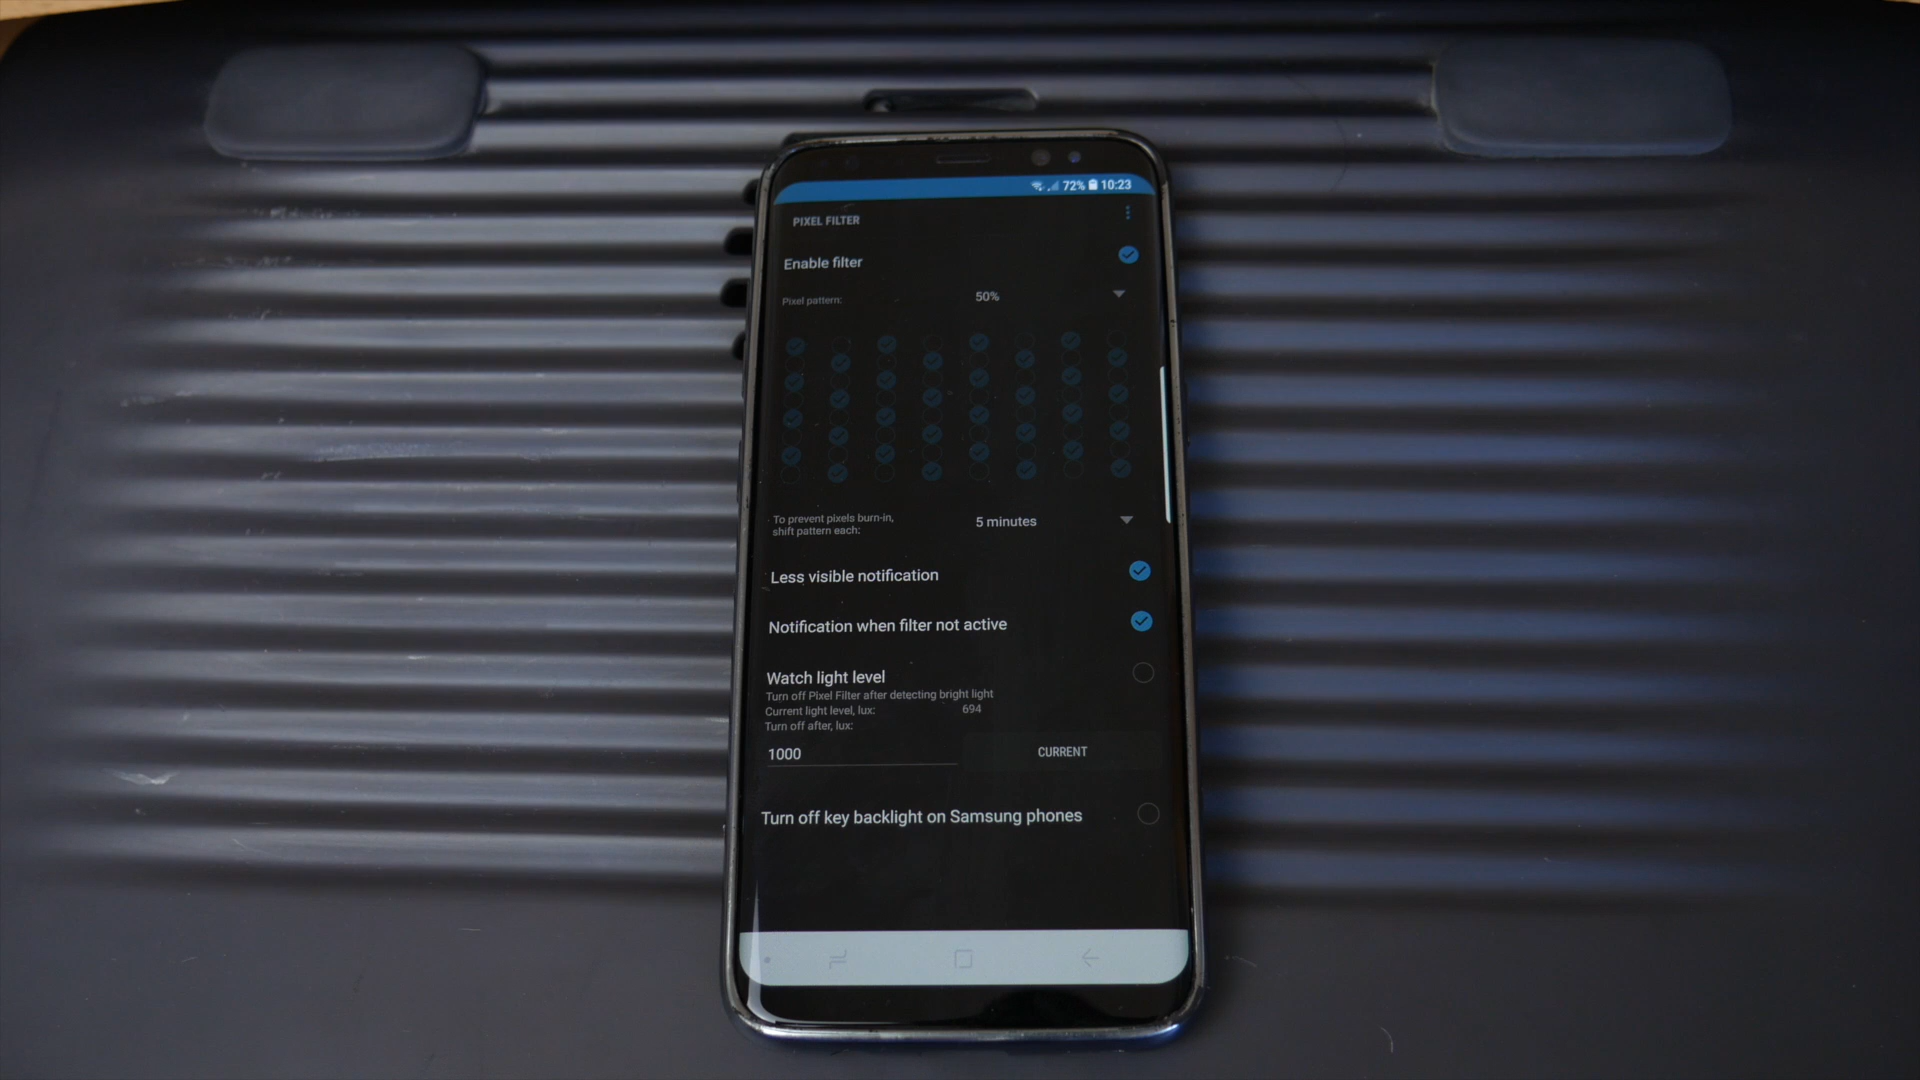 72% 10:23
PIXEL FILTER
Enable filter
Pixel pattern: 50%
To prevent pixels burn-in,
shift pattern each: 5 minutes
Less visible notification
Notification when filter not active
Watch light level
Turn off Pixel Filter after detecting bright light
Current light level, lux: 694
Turn off after, lux:
1000 CURRENT
Turn off key backlight on Samsung phones